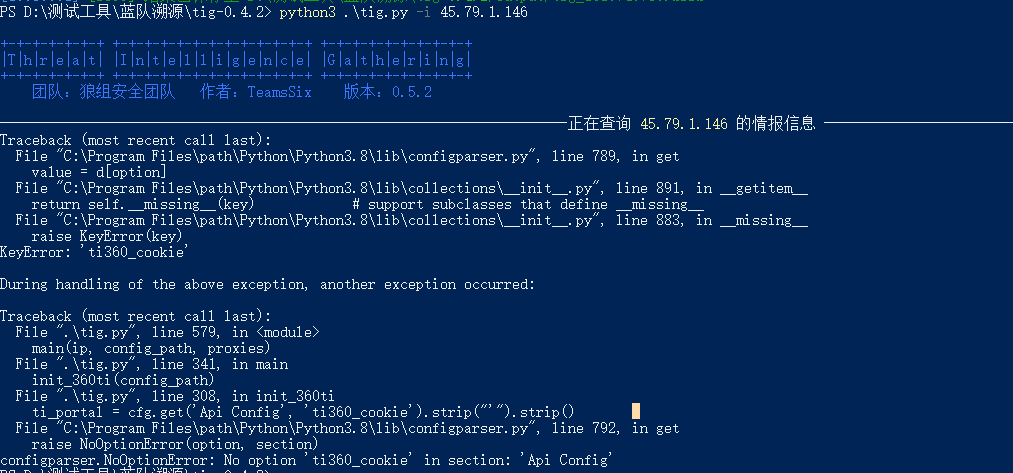 PS D:\测试工具\蓝队溯源\tig-0.4.2> python3 .\tig.py -i 45.79.1.146
+-+-+-+-+-+-+ +-+-+-+-+-+-+-+-+-+-+-+-+ +-+-+-+-+-+-+-+-+-+
|T|h|r|e|a|t| |I|n|t|e|l|l|i|g|e|n|c|e| |G|a|t|h|e|r|i|n|g|
+-+-+-+-+-+-+ +-+-+-+-+-+-+-+-+-+-+-+-+ +-+-+-+-+-+-+-+-+-+
团队：狼组安全团队 作者：TeamsSix 版本：0.5.2
正在查询 45.79.1.146 的情报信息
Traceback (most recent call last):
File "C:\Program Files\path\Python\Python3.8\lib\configparser.py", line 789, in get
value = d[option]
File "C:\Program Files\path\Python\Python3.8\lib\collections\__init__.py", line 891, in __getitem__
return self.__missing__(key) # support subclasses that define __missing__
File "C:\Program Files\path\Python\Python3.8\lib\collections\__init__.py", line 883, in __missing__
raise KeyError(key)
KeyError: 'ti360_cookie'
During handling of the above exception, another exception occurred:
Traceback (most recent call last):
File ".\tig.py", line 579, in <module>
main(ip, config_path, proxies)
File ".\tig.py", line 341, in main
init_360ti(config_path)
File ".\tig.py", line 308, in init_360ti
ti_portal = cfg.get('Api Config', 'ti360_cookie').strip("'").strip()
File "C:\Program Files\path\Python\Python3.8\lib\configparser.py", line 792, in get
raise NoOptionError(option, section)
configparser.NoOptionError: No option 'ti360_cookie' in section: 'Api Config'
PS D:\测试工具\蓝队溯源\tig-0.4.2>